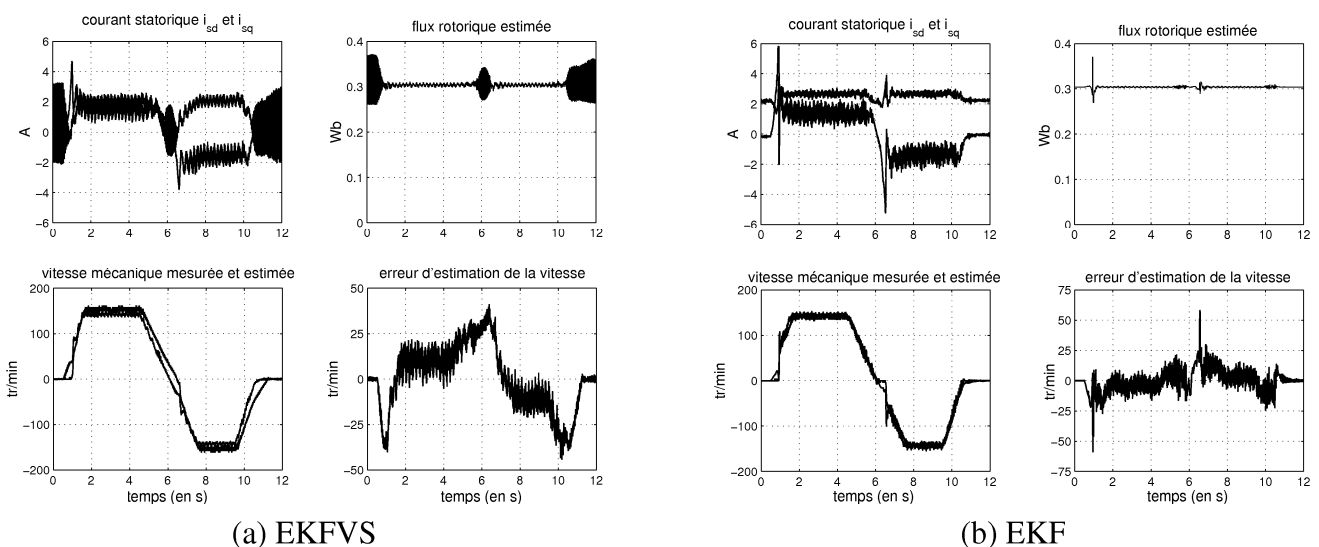 courant statorique i_sd et i_sq
6
4
2
0
−2
−4
−6
A
0 2 4 6 8 10 12
flux rotorique estimée
0.4
0.3
0.2
0.1
0
Wb
0 2 4 6 8 10 12
vitesse mécanique mesurée et estimée
200
100
0
−100
−200
tr/min
0 2 4 6 8 10 12
temps (en s)
erreur d'estimation de la vitesse
50
25
0
−25
−50
tr/min
0 2 4 6 8 10 12
temps (en s)
(a) EKFVS
courant statorique i_sd et i_sq
6
4
2
0
−2
−4
−6
A
0 2 4 6 8 10 12
flux rotorique estimée
0.4
0.3
0.2
0.1
0
Wb
0 2 4 6 8 10 12
vitesse mécanique mesurée et estimée
200
100
0
−100
−200
tr/min
0 2 4 6 8 10 12
temps (en s)
erreur d'estimation de la vitesse
75
50
25
0
−25
−50
−75
tr/min
0 2 4 6 8 10 12
temps (en s)
(b) EKF